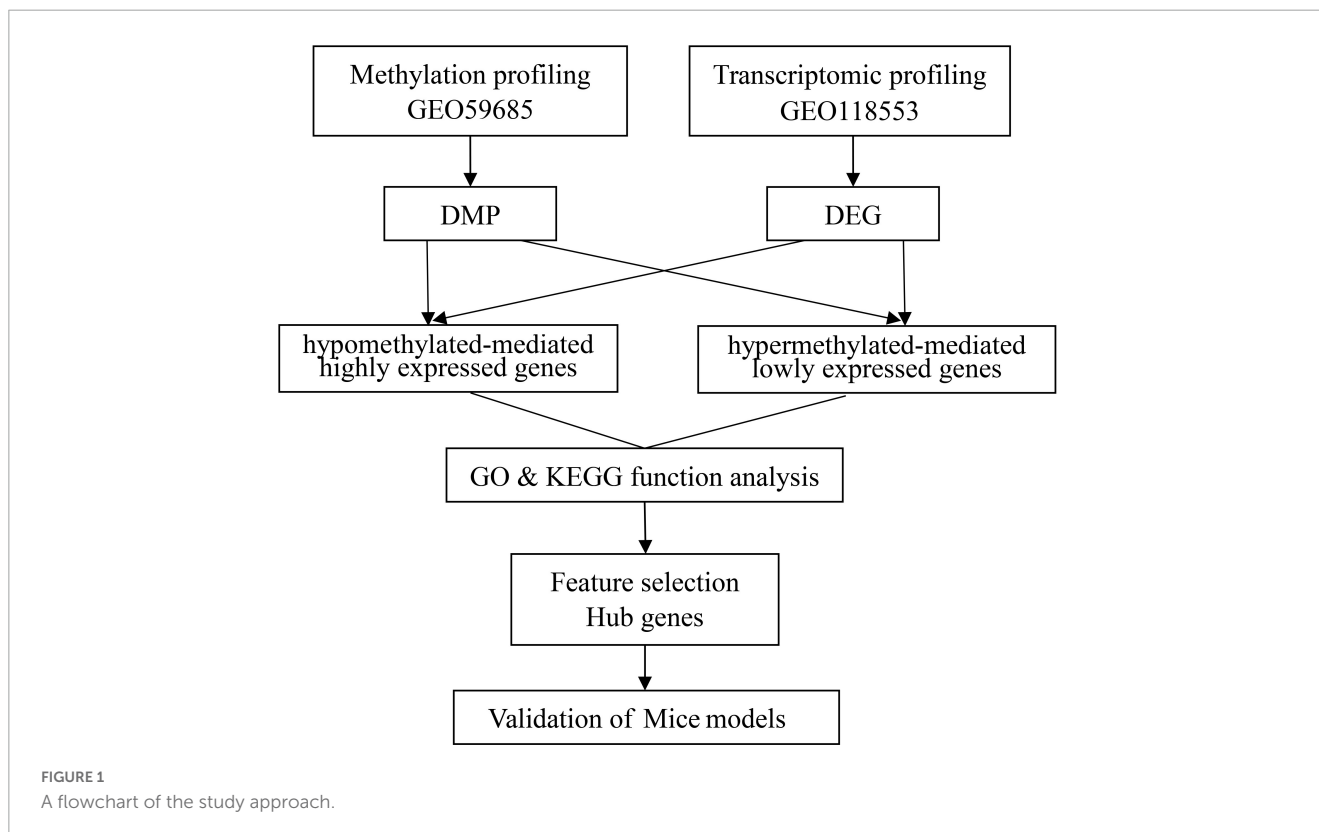 Methylation profiling
GEO59685
Transcriptomic profiling
GEO118553
DMP
DEG
hypomethylated-mediated
highly expressed genes
hypermethylated-mediated
lowly expressed genes
GO & KEGG function analysis
Feature selection
Hub genes
Validation of Mice models
FIGURE 1
A flowchart of the study approach.